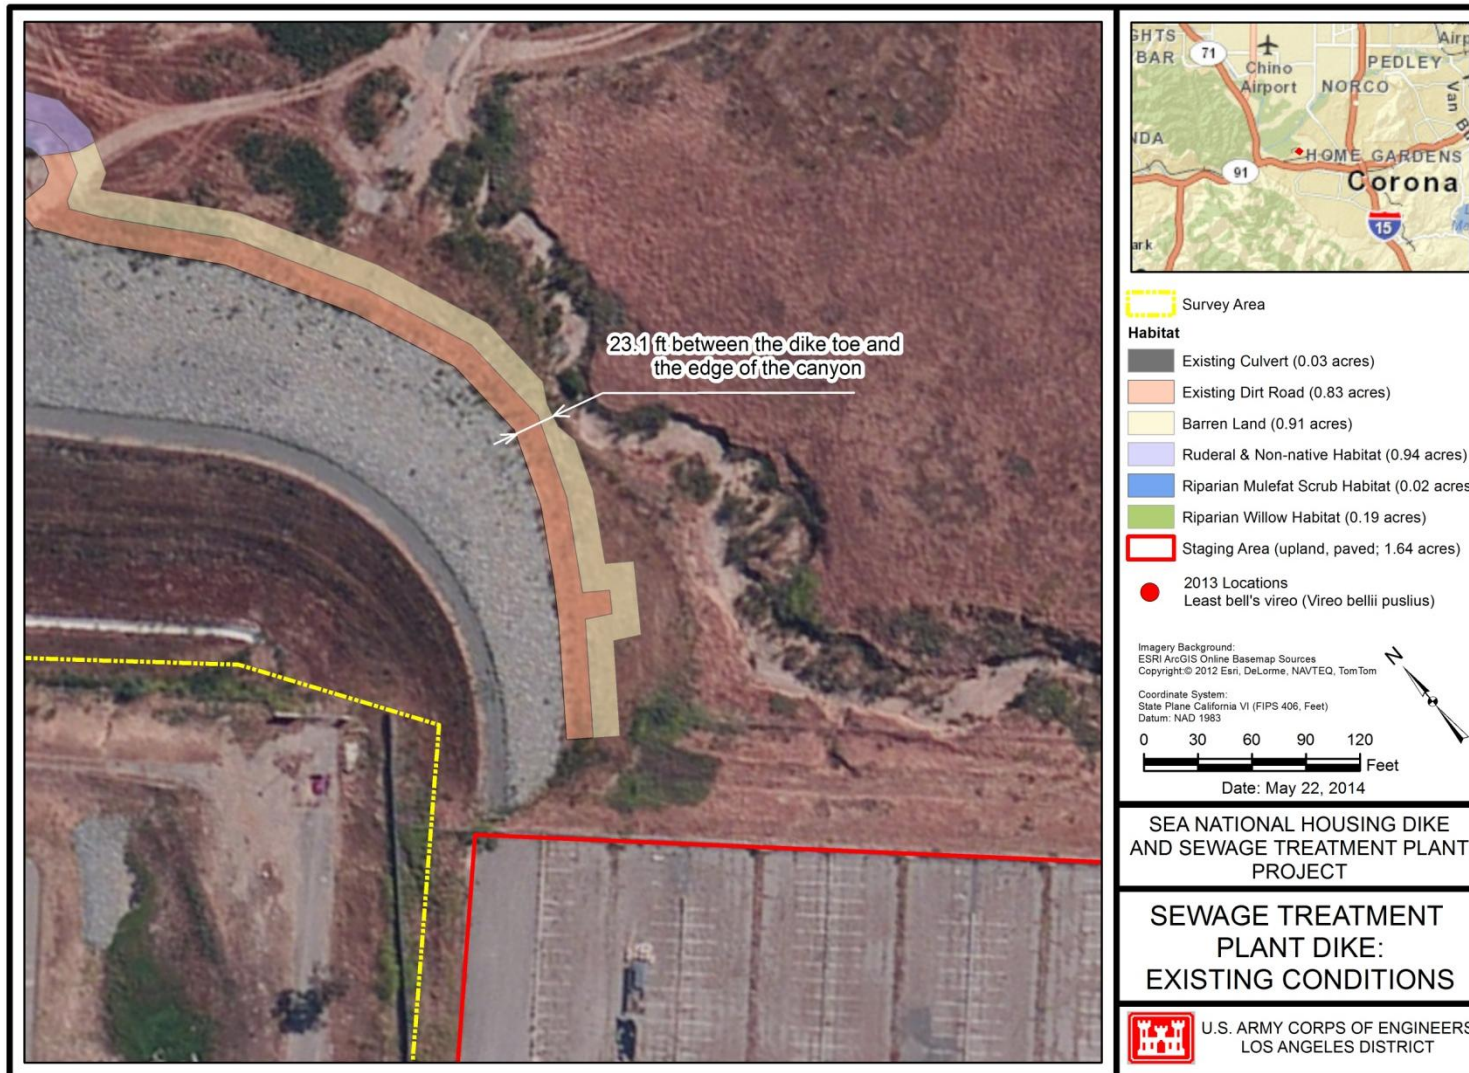 23.1 ft between the dike toe and
the edge of the canyon
71
Chino
Airport
PEDLEY
NORCO
BAR
HOME GARDENS
91
Corona
15
Van
Survey Area
Habitat
Existing Culvert (0.03 acres)
Existing Dirt Road (0.83 acres)
Barren Land (0.91 acres)
Ruderal & Non-native Habitat (0.94 acres)
Riparian Mulefat Scrub Habitat (0.02 acres
Riparian Willow Habitat (0.19 acres)
Staging Area (upland, paved; 1.64 acres)
2013 Locations
Least bell's vireo (Vireo bellii puslius)
Imagery Background:
ESRI ArcGIS Online Basemap Sources
Copyright:© 2012 Esri, DeLorme, NAVTEQ, TomTom
Coordinate System:
State Plane California VI (FIPS 406, Feet)
Datum: NAD 1983
N
0 30 60 90 120
Feet
Date: May 22, 2014
SEA NATIONAL HOUSING DIKE
AND SEWAGE TREATMENT PLANT
PROJECT
SEWAGE TREATMENT
PLANT DIKE:
EXISTING CONDITIONS
U.S. ARMY CORPS OF ENGINEERS
LOS ANGELES DISTRICT